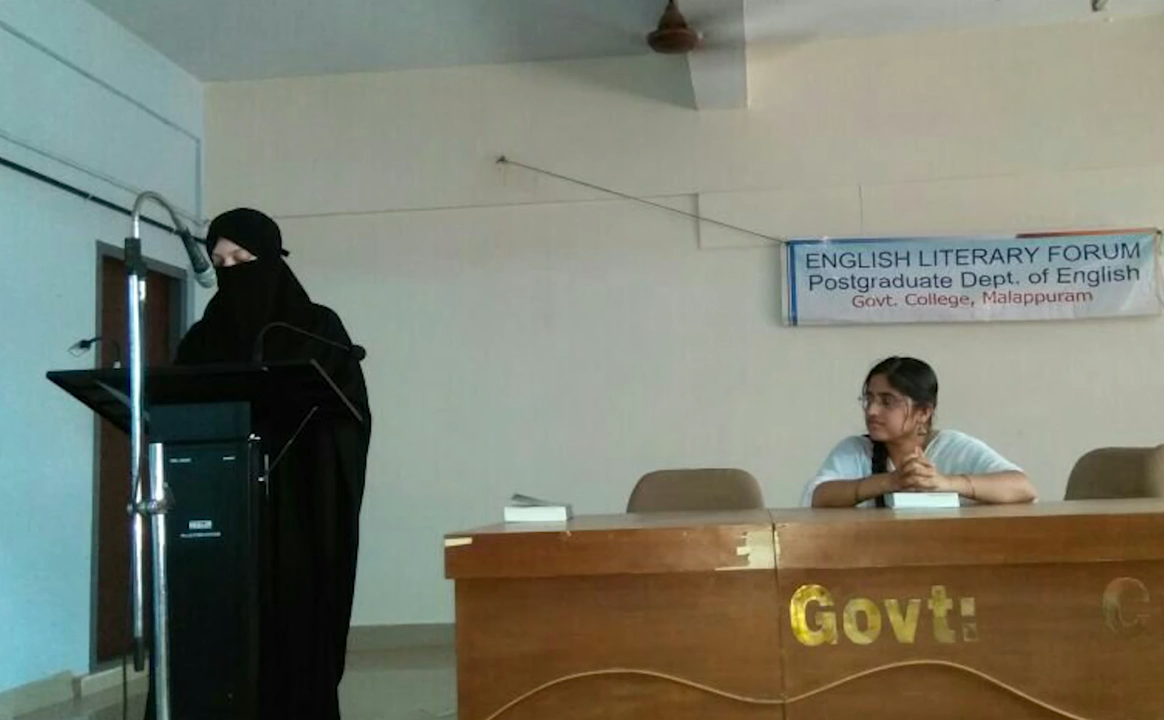 ENGLISH LITERARY FORUM
Postgraduate Dept. of English
Govt. College, Malappuram
Govt: C